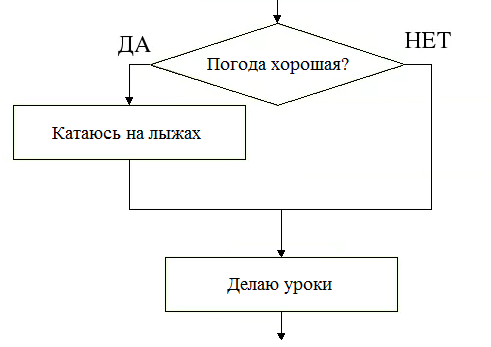 ДА
НЕТ
Погода хорошая?
Катаюсь на лыжах
Делаю уроки